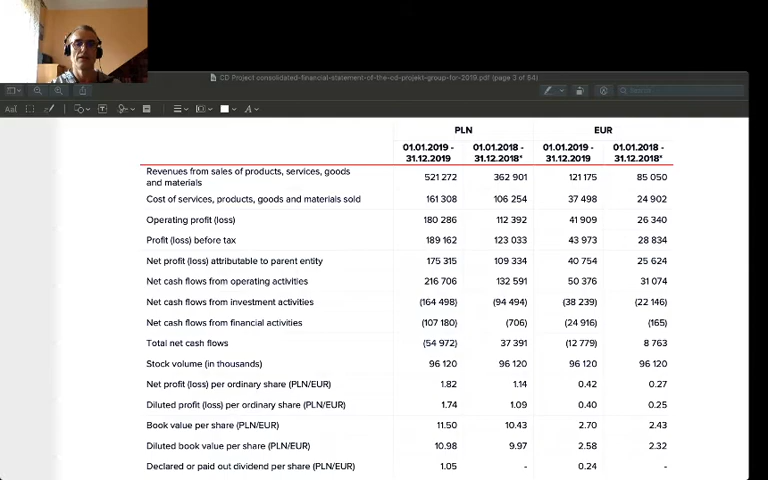 CD Project consolidated-financial-statement-of-the-cd-projekt-group-for-2019.pdf (page 3 of 84)
Search
PLN EUR
01.01.2019 - 01.01.2018 - 01.01.2019 - 01.01.2018 -
31.12.2019 31.12.2018* 31.12.2019 31.12.2018*
Revenues from sales of products, services, goods
and materials 521 272 362 901 121 175 85 050
Cost of services, products, goods and materials sold 161 308 106 254 37 498 24 902
Operating profit (loss) 180 286 112 392 41 909 26 340
Profit (loss) before tax 189 162 123 033 43 973 28 834
Net profit (loss) attributable to parent entity 175 315 109 334 40 754 25 624
Net cash flows from operating activities 216 706 132 591 50 376 31 074
Net cash flows from investment activities (164 498) (94 494) (38 239) (22 146)
Net cash flows from financial activities (107 180) (706) (24 916) (165)
Total net cash flows (54 972) 37 391 (12 779) 8 763
Stock volume (in thousands) 96 120 96 120 96 120 96 120
Net profit (loss) per ordinary share (PLN/EUR) 1.82 1.14 0.42 0.27
Diluted profit (loss) per ordinary share (PLN/EUR) 1.74 1.09 0.40 0.25
Book value per share (PLN/EUR) 11.50 10.43 2.70 2.43
Diluted book value per share (PLN/EUR) 10.98 9.97 2.58 2.32
Declared or paid out dividend per share (PLN/EUR) 1.05 - 0.24 -